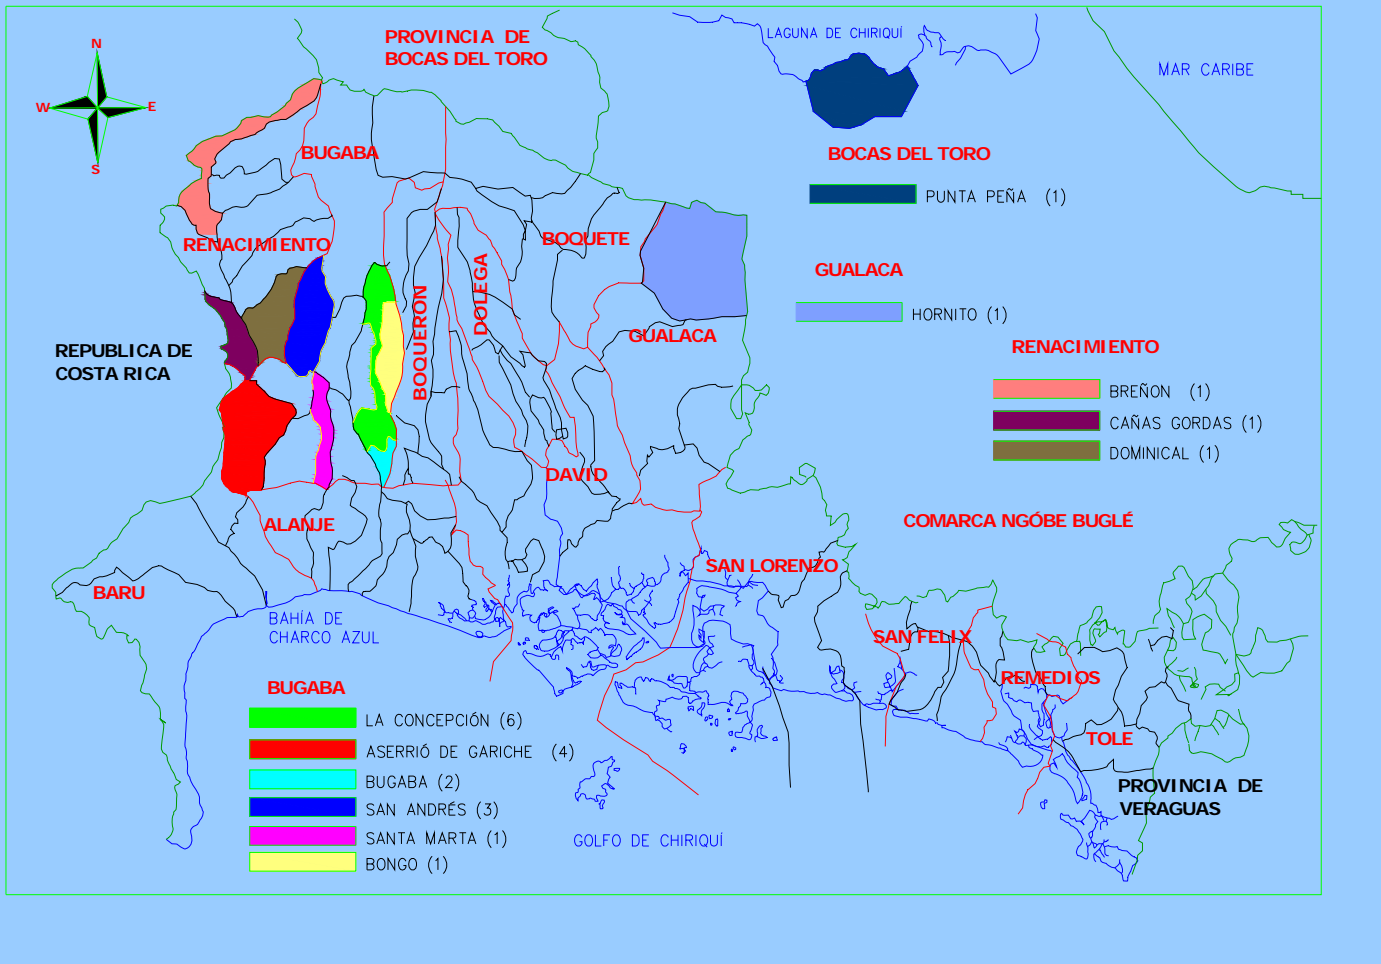 PROVINCIA DE
BOCAS DEL TORO
LAGUNA DE CHIRIQUÍ
MAR CARIBE
N
W
E
S
BUGABA
BOCAS DEL TORO
PUNTA PEÑA (1)
RENACIMIENTO
BOQUETE
DOLEGA
BOQUERON
GUALACA
HORNITO (1)
GUALACA
REPUBLICA DE
COSTA RICA
RENACIMIENTO
BREÑON (1)
CAÑAS GORDAS (1)
DOMINICAL (1)
DAVID
ALANJE
COMARCA NGÓBE BUGLÉ
SAN LORENZO
BARU
BAHÍA DE
CHARCO AZUL
SAN FELIX
REMEDIOS
TOLE
PROVINCIA DE
VERAGUAS
BUGABA
LA CONCEPCIÓN (6)
ASERRIÓ DE GARICHE (4)
BUGABA (2)
SAN ANDRÉS (3)
SANTA MARTA (1)
BONGO (1)
GOLFO DE CHIRIQUÍ